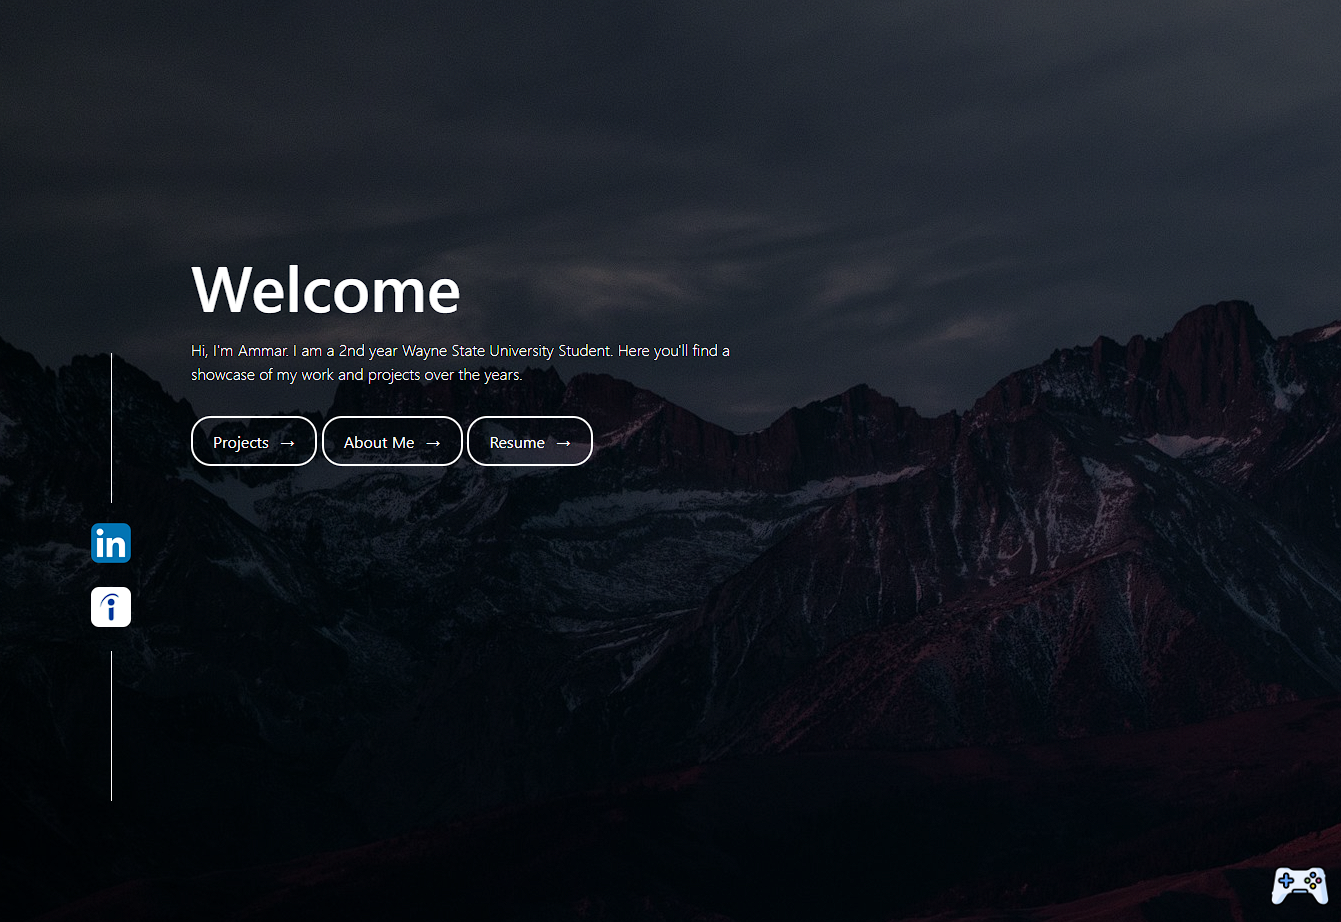 Welcome
Hi, I'm Ammar. I am a 2nd year Wayne State University Student. Here you'll find a
showcase of my work and projects over the years.
Projects → About Me → Resume →
in
i